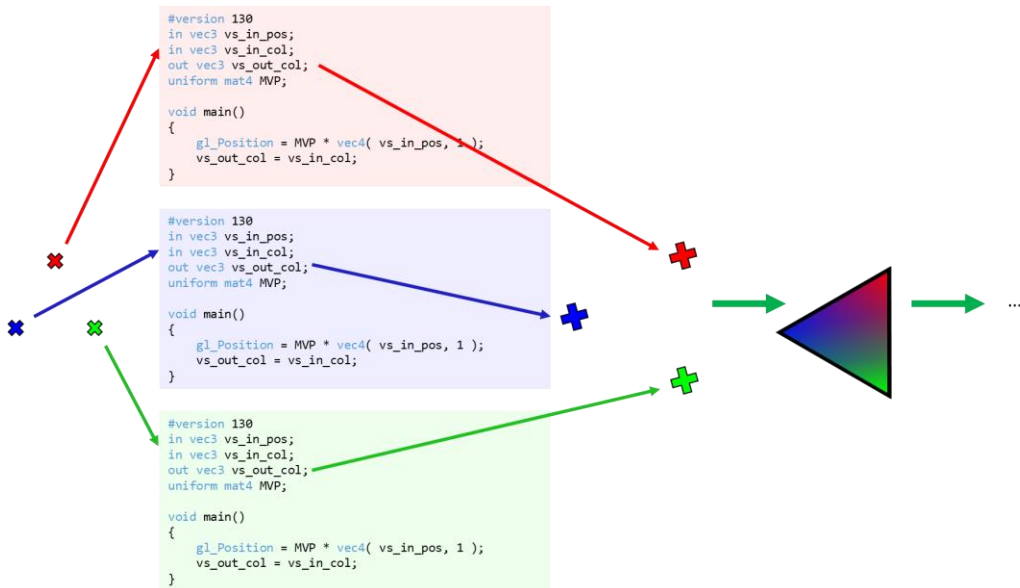 #version 130
in vec3 vs_in_pos;
in vec3 vs_in_col;
out vec3 vs_out_col;
uniform mat4 MVP;
void main()
{
    gl_Position = MVP * vec4( vs_in_pos, 1 );
    vs_out_col = vs_in_col;
}
#version 130
in vec3 vs_in_pos;
in vec3 vs_in_col;
out vec3 vs_out_col;
uniform mat4 MVP;
void main()
{
    gl_Position = MVP * vec4( vs_in_pos, 1 );
    vs_out_col = vs_in_col;
}
...
#version 130
in vec3 vs_in_pos;
in vec3 vs_in_col;
out vec3 vs_out_col;
uniform mat4 MVP;
void main()
{
    gl_Position = MVP * vec4( vs_in_pos, 1 );
    vs_out_col = vs_in_col;
}